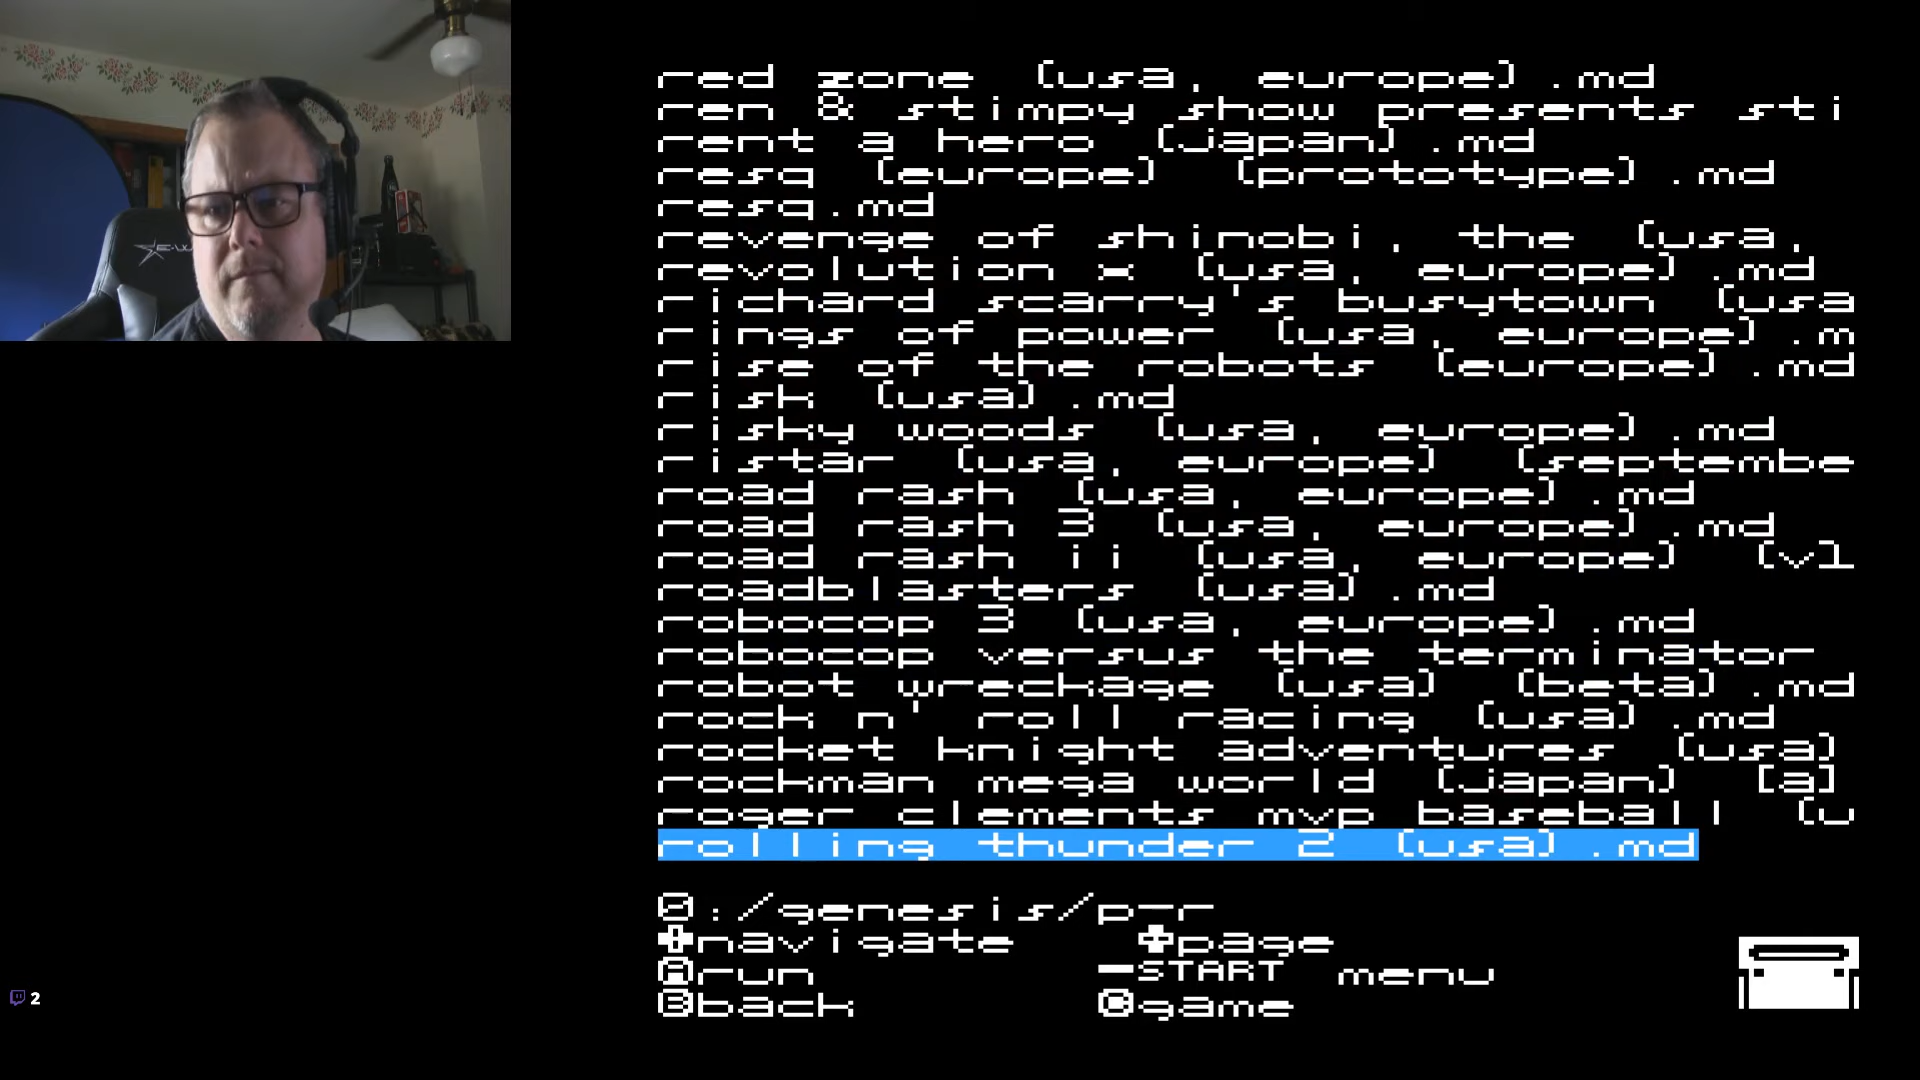 red zone (usa, europe).md
ren & stimpy show presents sti
rent a hero (japan).md
resq (europe) (prototype).md
resq.md
revenge of shinobi, the (usa,
revolution x (usa, europe).md
richard scarry's busytown (usa
rings of power (usa, europe).m
rise of the robots (europe).md
risk (usa).md
risky woods (usa, europe).md
ristar (usa, europe) (septembe
road rash (usa, europe).md
road rash 3 (usa, europe).md
road rash ii (usa, europe) (v1
roadblasters (usa).md
robocop 3 (usa, europe).md
robocop versus the terminator
robot wreckage (usa) (beta).md
rock n' roll racing (usa).md
rocket knight adventures (usa)
rockman mega world (japan) [a]
roger clements mvp baseball (u
rolling thunder 2 (usa).md
0:/genesis/p-r
navigate page
A run START menu
B back C game
2